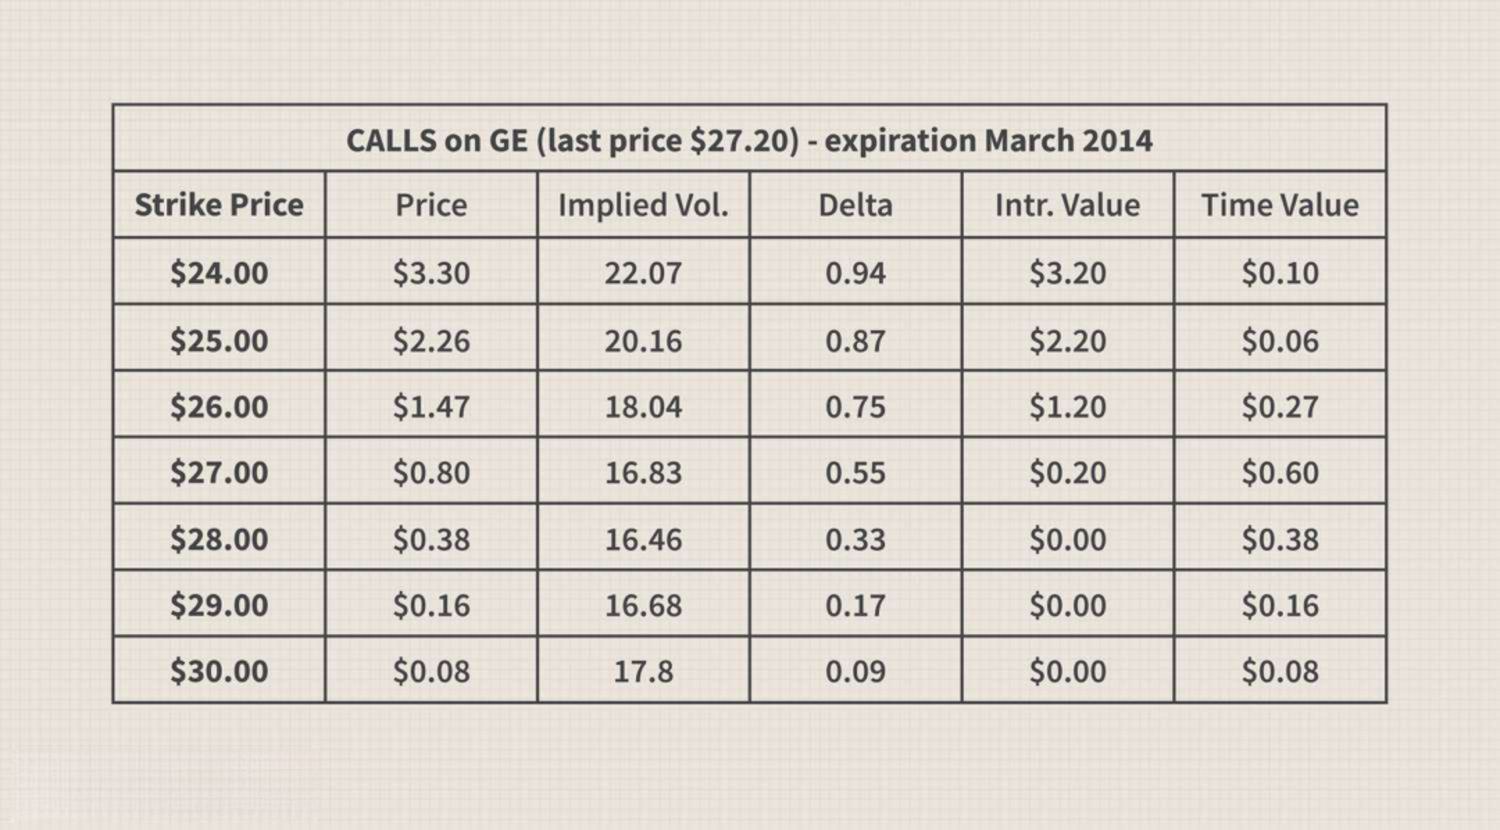 CALLS on GE (last price $27.20) - expiration March 2014
Strike Price Price Implied Vol. Delta Intr. Value Time Value
$24.00 $3.30 22.07 0.94 $3.20 $0.10
$25.00 $2.26 20.16 0.87 $2.20 $0.06
$26.00 $1.47 18.04 0.75 $1.20 $0.27
$27.00 $0.80 16.83 0.55 $0.20 $0.60
$28.00 $0.38 16.46 0.33 $0.00 $0.38
$29.00 $0.16 16.68 0.17 $0.00 $0.16
$30.00 $0.08 17.8 0.09 $0.00 $0.08